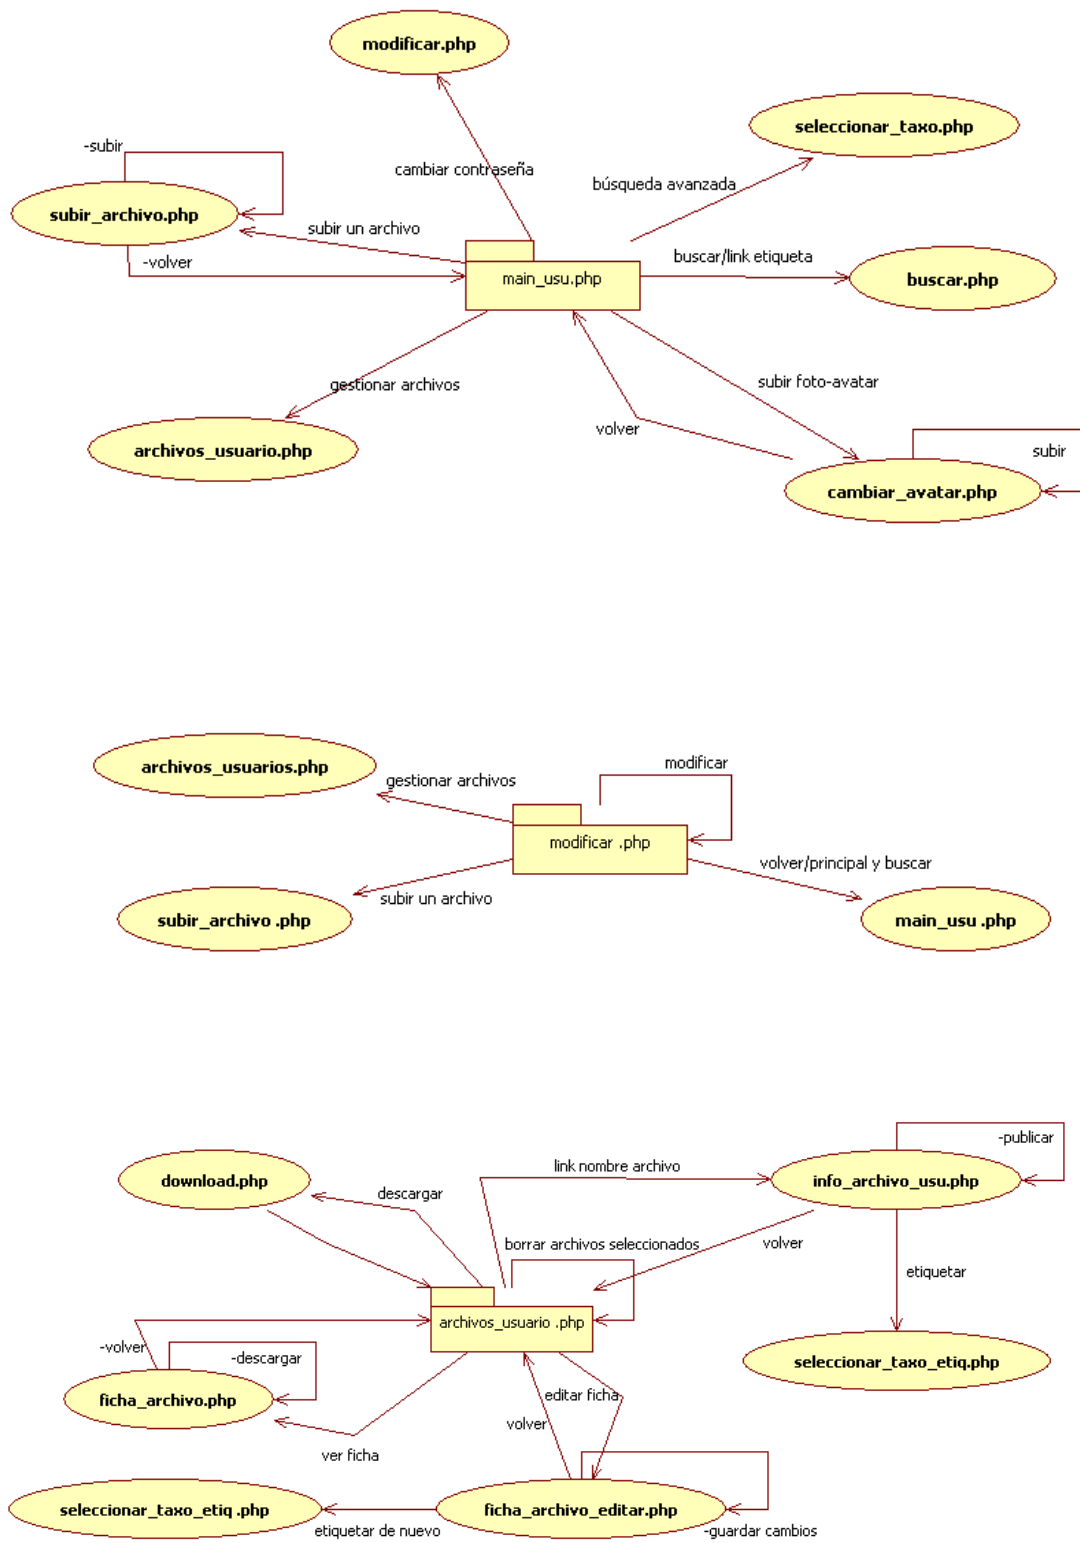 modificar.php
seleccionar_taxo.php
-subir
cambiar contraseña
búsqueda avanzada
subir_archivo.php
subir un archivo
-volver
buscar/link etiqueta
main_usu.php
buscar.php
gestionar archivos
subir foto-avatar
volver
archivos_usuario.php
subir
cambiar_avatar.php
archivos_usuarios.php
gestionar archivos
modificar
modificar .php
volver/principal y buscar
subir un archivo
subir_archivo .php
main_usu .php
-publicar
link nombre archivo
download.php
descargar
info_archivo_usu.php
borrar archivos seleccionados
volver
etiquetar
archivos_usuario .php
-volver
-descargar
seleccionar_taxo_etiq.php
ficha_archivo.php
editar ficha
volver
ver ficha
seleccionar_taxo_etiq .php
ficha_archivo_editar.php
etiquetar de nuevo
-guardar cambios